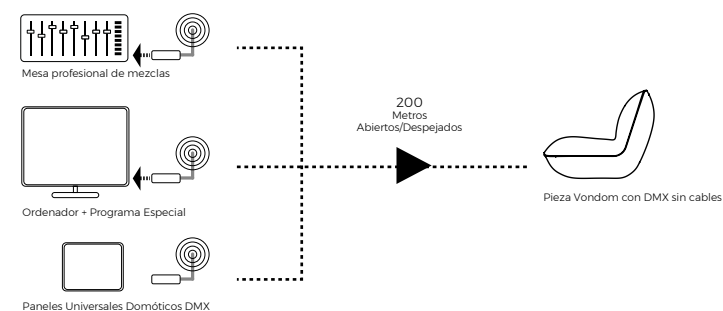 Mesa profesional de mezclas
200
Metros
Abiertos/Despejados
Pieza Vondom con DMX sin cables
Ordenador + Programa Especial
Paneles Universales Domóticos DMX